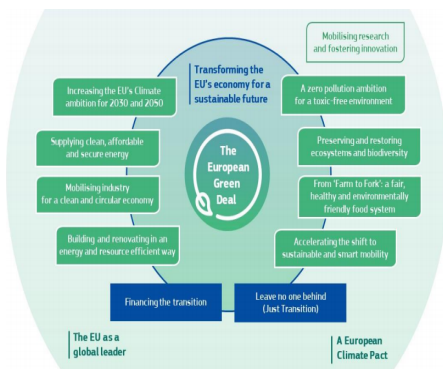 Mobilising research
and fostering innovation
Transforming the
EU's economy for a
sustainable future
Increasing the EU's Climate
ambition for 2030 and 2050
A zero pollution ambition
for a toxic-free environment
Supplying clean, affordable
and secure energy
Preserving and restoring
ecosystems and biodiversity
The
European
Green
Deal
Mobilising industry
for a clean and circular economy
From 'Farm to Fork': a fair,
healthy and environmentally
friendly food system
Building and renovating in an
energy and resource efficient way
Accelerating the shift to
sustainable and smart mobility
Financing the transition
Leave no one behind
(Just Transition)
The EU as a
global leader
A European
Climate Pact